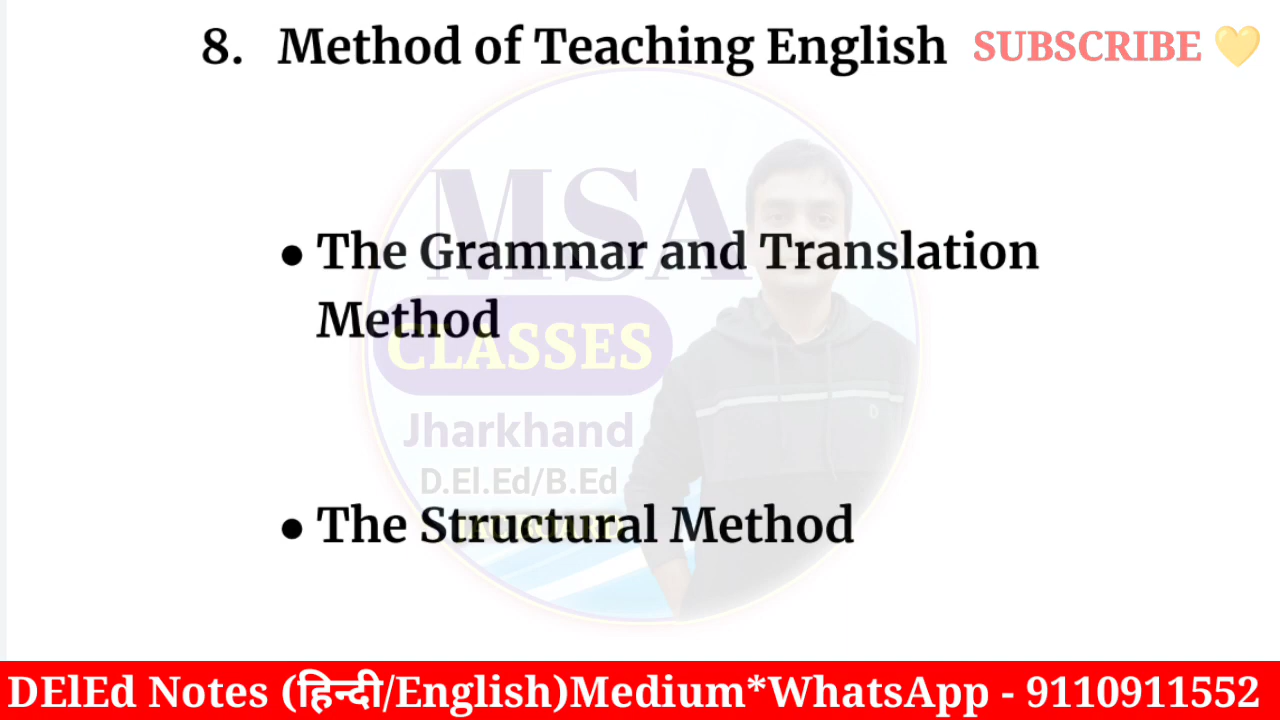 8. Method of Teaching English
SUBSCRIBE 💛
• The Grammar and Translation
Method
• The Structural Method
MSA
CLASSES
Jharkhand
D.El.Ed/B.Ed
DElEd Notes (हिन्दी/English)Medium*WhatsApp - 9110911552